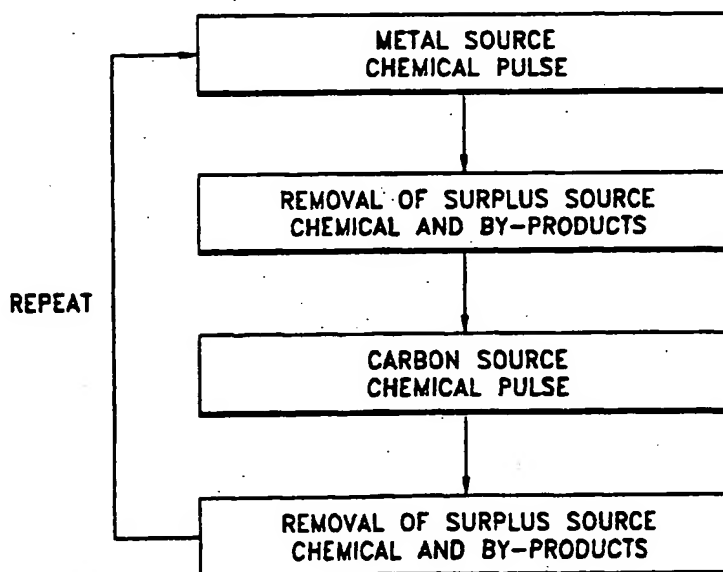 METAL SOURCE
CHEMICAL PULSE
REMOVAL OF SURPLUS SOURCE
CHEMICAL AND BY-PRODUCTS
REPEAT
CARBON SOURCE
CHEMICAL PULSE
REMOVAL OF SURPLUS SOURCE
CHEMICAL AND BY-PRODUCTS